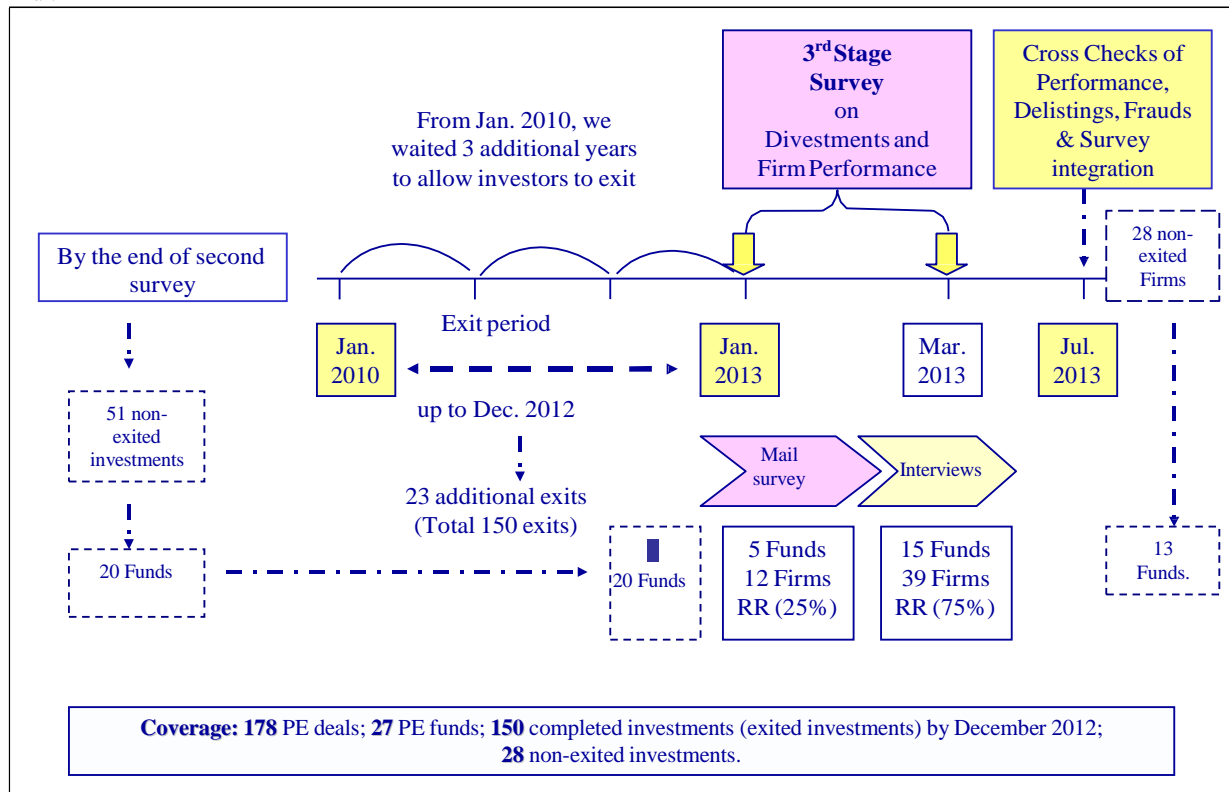 3rd Stage
Survey
on
Divestments and
Firm Performance
Cross Checks of
Performance,
Delistings, Frauds
& Survey
integration
From Jan. 2010, we
waited 3 additional years
to allow investors to exit
By the end of second
survey
28 non-
exited
Firms
Exit period
Jan.
2010
Jan.
2013
Mar.
2013
Jul.
2013
up to Dec. 2012
51 non-
exited
investments
Mail
survey
Interviews
23 additional exits
(Total 150 exits)
20 Funds
20 Funds
5 Funds
12 Firms
RR (25%)
15 Funds
39 Firms
RR (75%)
13
Funds.
Coverage: 178 PE deals; 27 PE funds; 150 completed investments (exited investments) by December 2012;
28 non-exited investments.